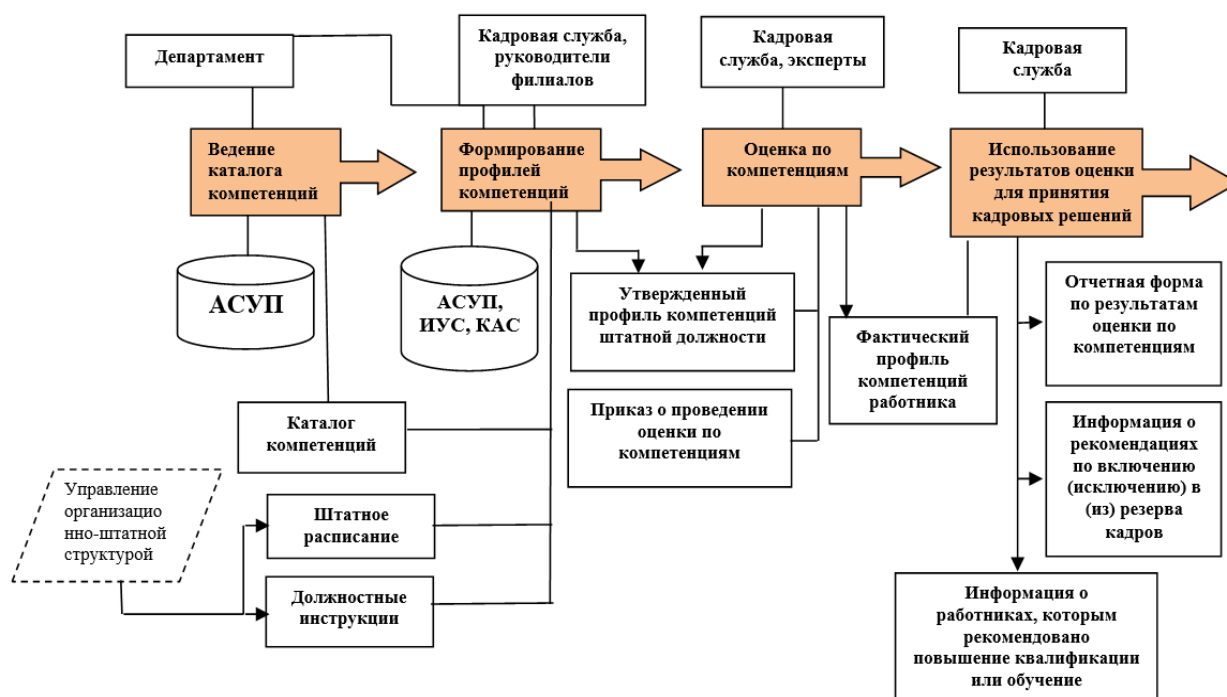 Департамент
Кадровая служба,
руководители
филиалов
Кадровая
служба, эксперты
Кадровая
служба
Ведение
каталога
компетенций
Формирование
профилей
компетенций
Оценка по
компетенциям
Использование
результатов оценки
для принятия
кадровых решений
АСУП
АСУП,
ИУС, КАС
Утвержденный
профиль компетенций
штатной должности
Фактический
профиль
компетенций
работника
Отчетная форма
по результатам
оценки по
компетенциям
Каталог
компетенций
Приказ о проведении
оценки по
компетенциям
Информация о
рекомендациях
по включению
(исключению) в
(из) резерва
кадров
Управление
организацио
нно-штатной
структурой
Штатное
расписание
Должностные
инструкции
Информация о
работниках, которым
рекомендовано
повышение квалификации
или обучение